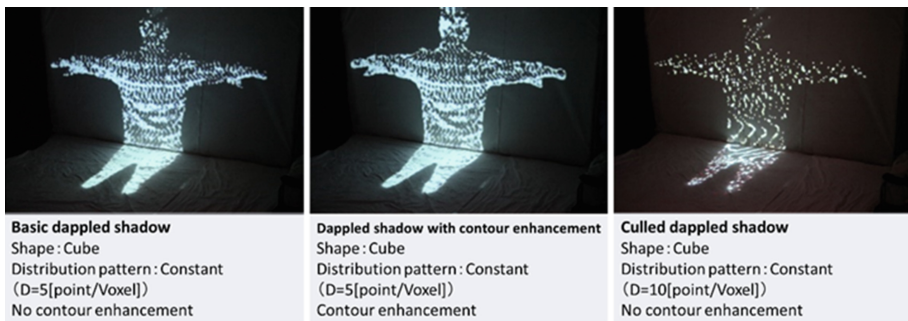 Basic dappled shadow
Shape : Cube
Distribution pattern : Constant
（D=5[point/Voxel]）
No contour enhancement
Dappled shadow with contour enhancement
Shape : Cube
Distribution pattern : Constant
（D=5[point/Voxel]）
Contour enhancement
Culled dappled shadow
Shape : Cube
Distribution pattern : Constant
（D=10[point/Voxel]）
No contour enhancement